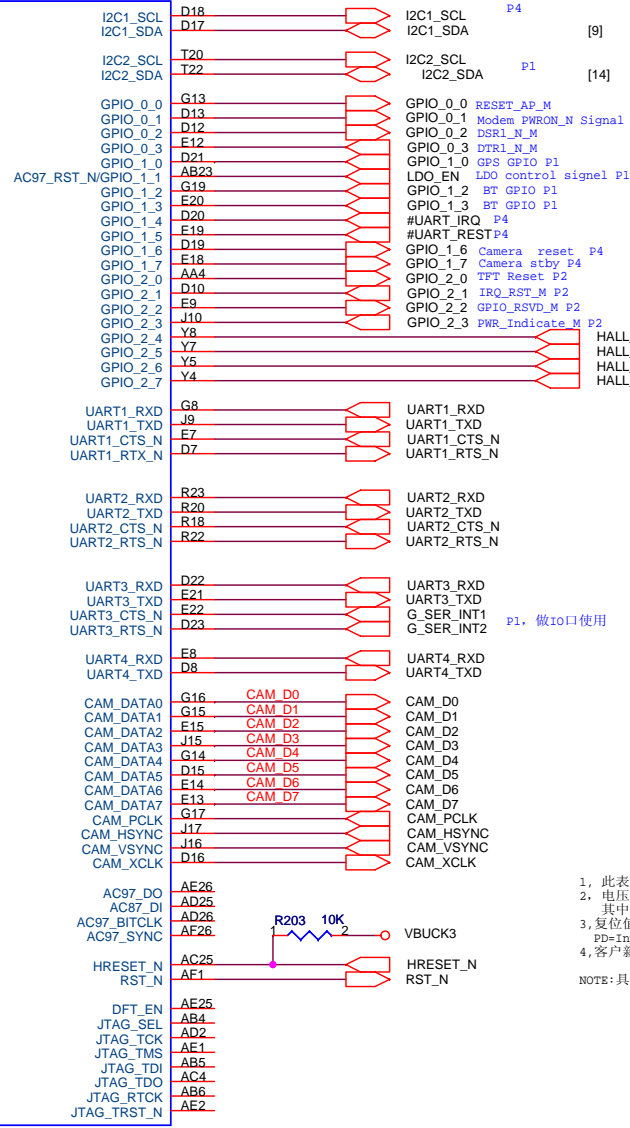 I2C1_SCL D18 I2C1_SCL P4
I2C1_SDA D17 I2C1_SDA [9]
I2C2_SCL T20 I2C2_SCL P1
I2C2_SDA T22 I2C2_SDA [14]
GPIO_0_0 G13 GPIO_0_0 RESET_AP_M
GPIO_0_1 D13 GPIO_0_1 Modem PWRON_N Signal
GPIO_0_2 D12 GPIO_0_2 DSR1_N_M
GPIO_0_3 E12 GPIO_0_3 DTR1_N_M
GPIO_1_0 D21 GPIO_1_0 GPS GPIO P1
AC97_RST_N/GPIO_1_1 AB23 LDO_EN LDO control signel P1
GPIO_1_2 G19 GPIO_1_2 BT GPIO P1
GPIO_1_3 E20 GPIO_1_3 BT GPIO P1
GPIO_1_4 D20 #UART_IRQ P4
GPIO_1_5 E19 #UART_REST P4
GPIO_1_6 D19 GPIO_1_6 Camera reset P4
GPIO_1_7 E18 GPIO_1_7 Camera stby P4
GPIO_2_0 AA4 GPIO_2_0 TFT Reset P2
GPIO_2_1 D10 GPIO_2_1 IRQ_RST_M P2
GPIO_2_2 E9 GPIO_2_2 GPIO_RSVD_M P2
GPIO_2_3 J10 GPIO_2_3 PWR_Indicate_M P2
GPIO_2_4 Y8 HALL
GPIO_2_5 Y7 HALL
GPIO_2_6 Y5 HALL
GPIO_2_7 Y4 HALL
UART1_RXD G8 UART1_RXD
UART1_TXD J9 UART1_TXD
UART1_CTS_N E7 UART1_CTS_N
UART1_RTX_N D7 UART1_RTS_N
UART2_RXD R23 UART2_RXD
UART2_TXD R20 UART2_TXD
UART2_CTS_N R18 UART2_CTS_N
UART2_RTS_N R22 UART2_RTS_N
UART3_RXD D22 UART3_RXD
UART3_TXD E21 UART3_TXD
UART3_CTS_N E22 G_SER_INT1 P1, 做IO口使用
UART3_RTS_N D23 G_SER_INT2
UART4_RXD E8 UART4_RXD
UART4_TXD D8 UART4_TXD
CAM_DATA0 G16 CAM_D0 CAM_D0
CAM_DATA1 G15 CAM_D1 CAM_D1
CAM_DATA2 E15 CAM_D2 CAM_D2
CAM_DATA3 J15 CAM_D3 CAM_D3
CAM_DATA4 G14 CAM_D4 CAM_D4
CAM_DATA5 D15 CAM_D5 CAM_D5
CAM_DATA6 E14 CAM_D6 CAM_D6
CAM_DATA7 E13 CAM_D7 CAM_D7
CAM_PCLK G17 CAM_PCLK
CAM_HSYNC J17 CAM_HSYNC
CAM_VSYNC J16 CAM_VSYNC
CAM_XCLK D16 CAM_XCLK
AC97_DO AE26
AC87_DI AD25
AC97_BITCLK AD26
AC97_SYNC AF26
R203 10K
1 2 VBUCK3
HRESET_N AC25 HRESET_N
RST_N AF1 RST_N
DFT_EN AE25
JTAG_SEL AB4
JTAG_TCK AD2
JTAG_TMS AE1
JTAG_TDI AB5
JTAG_TDO AC4
JTAG_RTCK AB6
JTAG_TRST_N AE2
1, 此表
2, 电压
其中
3,复位值
PD=In
4,客户
NOTE:具